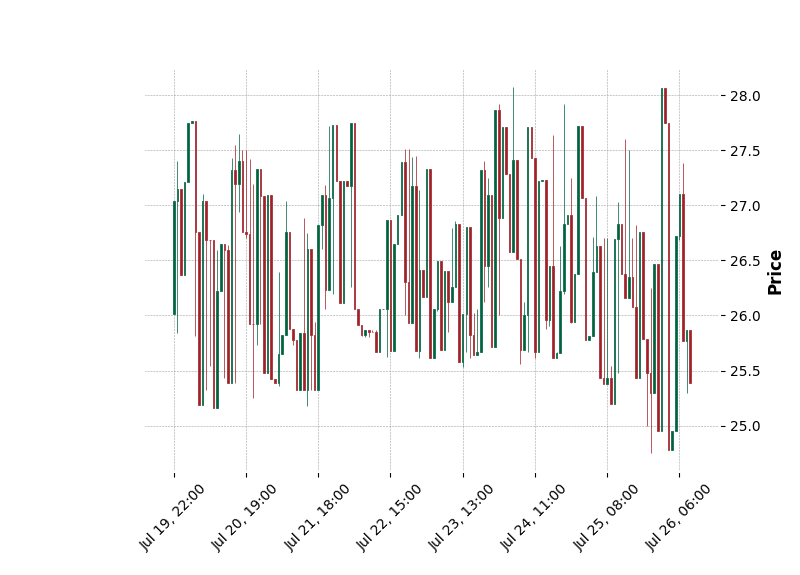 28.0
27.5
27.0
26.5
26.0
25.5
25.0
Price
Jul 19, 22:00
Jul 20, 19:00
Jul 21, 18:00
Jul 22, 15:00
Jul 23, 13:00
Jul 24, 11:00
Jul 25, 08:00
Jul 26, 06:00